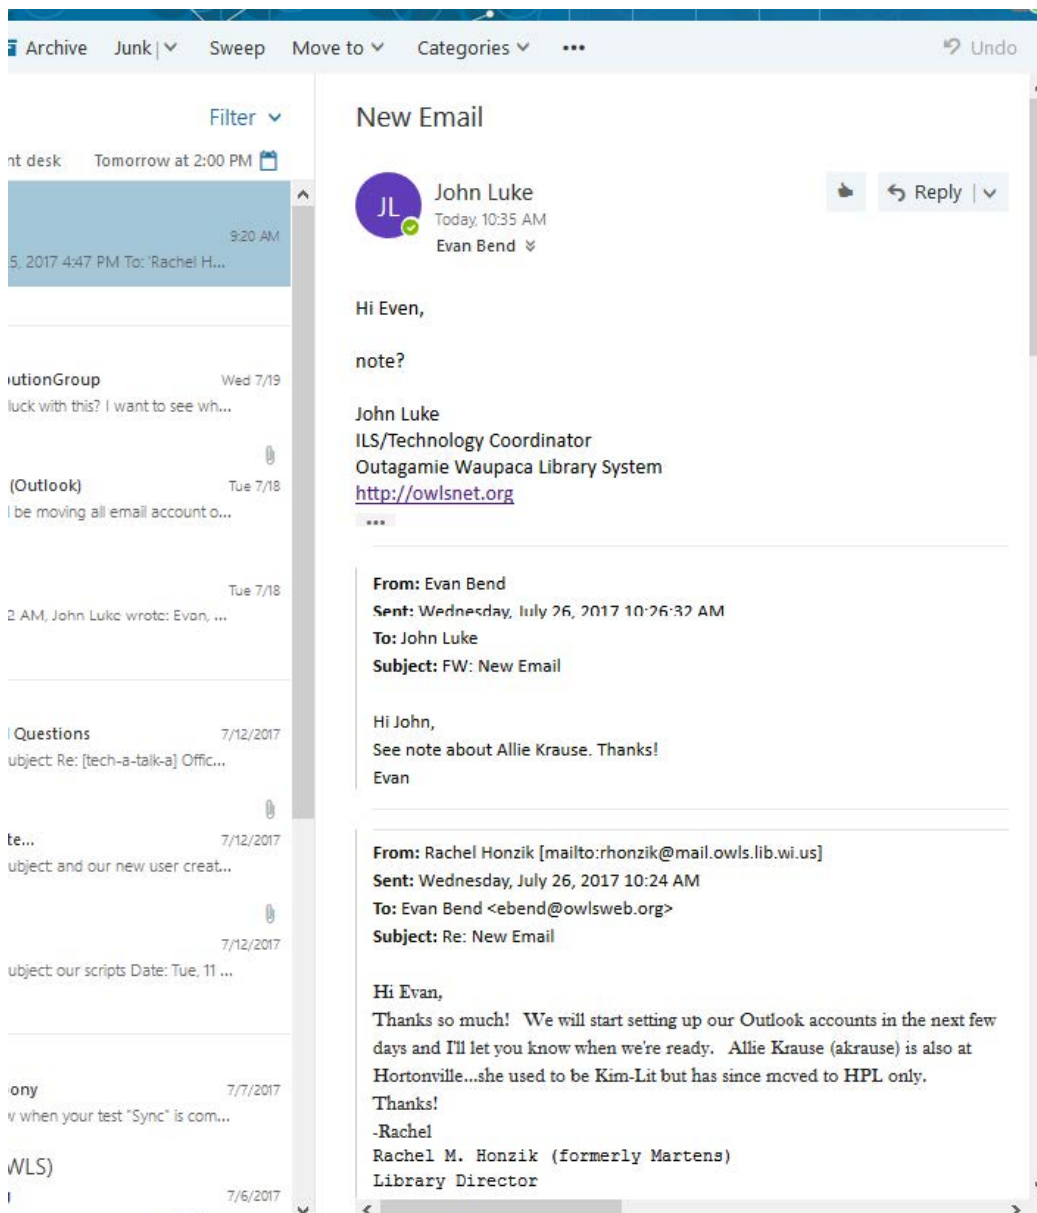 Archive Junk | Sweep Move to Categories ••• Undo
Filter
nt desk Tomorrow at 2:00 PM
9:20 AM
5, 2017 4:47 PM To: 'Rachel H...
utionGroup Wed 7/19
luck with this? I want to see wh...
(Outlook) Tue 7/18
be moving all email account o...
Tue 7/18
2 AM, John Luke wrote: Evan, ...
Questions 7/12/2017
ubject: Re: [tech-a-talk-a] Offic...
te... 7/12/2017
ubject: and our new user creat...
7/12/2017
ubject: our scripts Date: Tue, 11 ...
ony 7/7/2017
w when your test "Sync" is com...
WLS)
7/6/2017
New Email
JL
John Luke
Today, 10:35 AM
Evan Bend
Reply |
Hi Even,
note?
John Luke
ILS/Technology Coordinator
Outagamie Waupaca Library System
http://owlsnet.org
•••
From: Evan Bend
Sent: Wednesday, July 26, 2017 10:26:32 AM
To: John Luke
Subject: FW: New Email
Hi John,
See note about Allie Krause. Thanks!
Evan
From: Rachel Honzik [mailto:rhonzik@mail.owls.lib.wi.us]
Sent: Wednesday, July 26, 2017 10:24 AM
To: Evan Bend <ebend@owlsweb.org>
Subject: Re: New Email
Hi Evan,
Thanks so much! We will start setting up our Outlook accounts in the next few
days and I'll let you know when we're ready. Allie Krause (akrause) is also at
Hortonville...she used to be Kim-Lit but has since moved to HPL only.
Thanks!
-Rachel
Rachel M. Honzik (formerly Martens)
Library Director